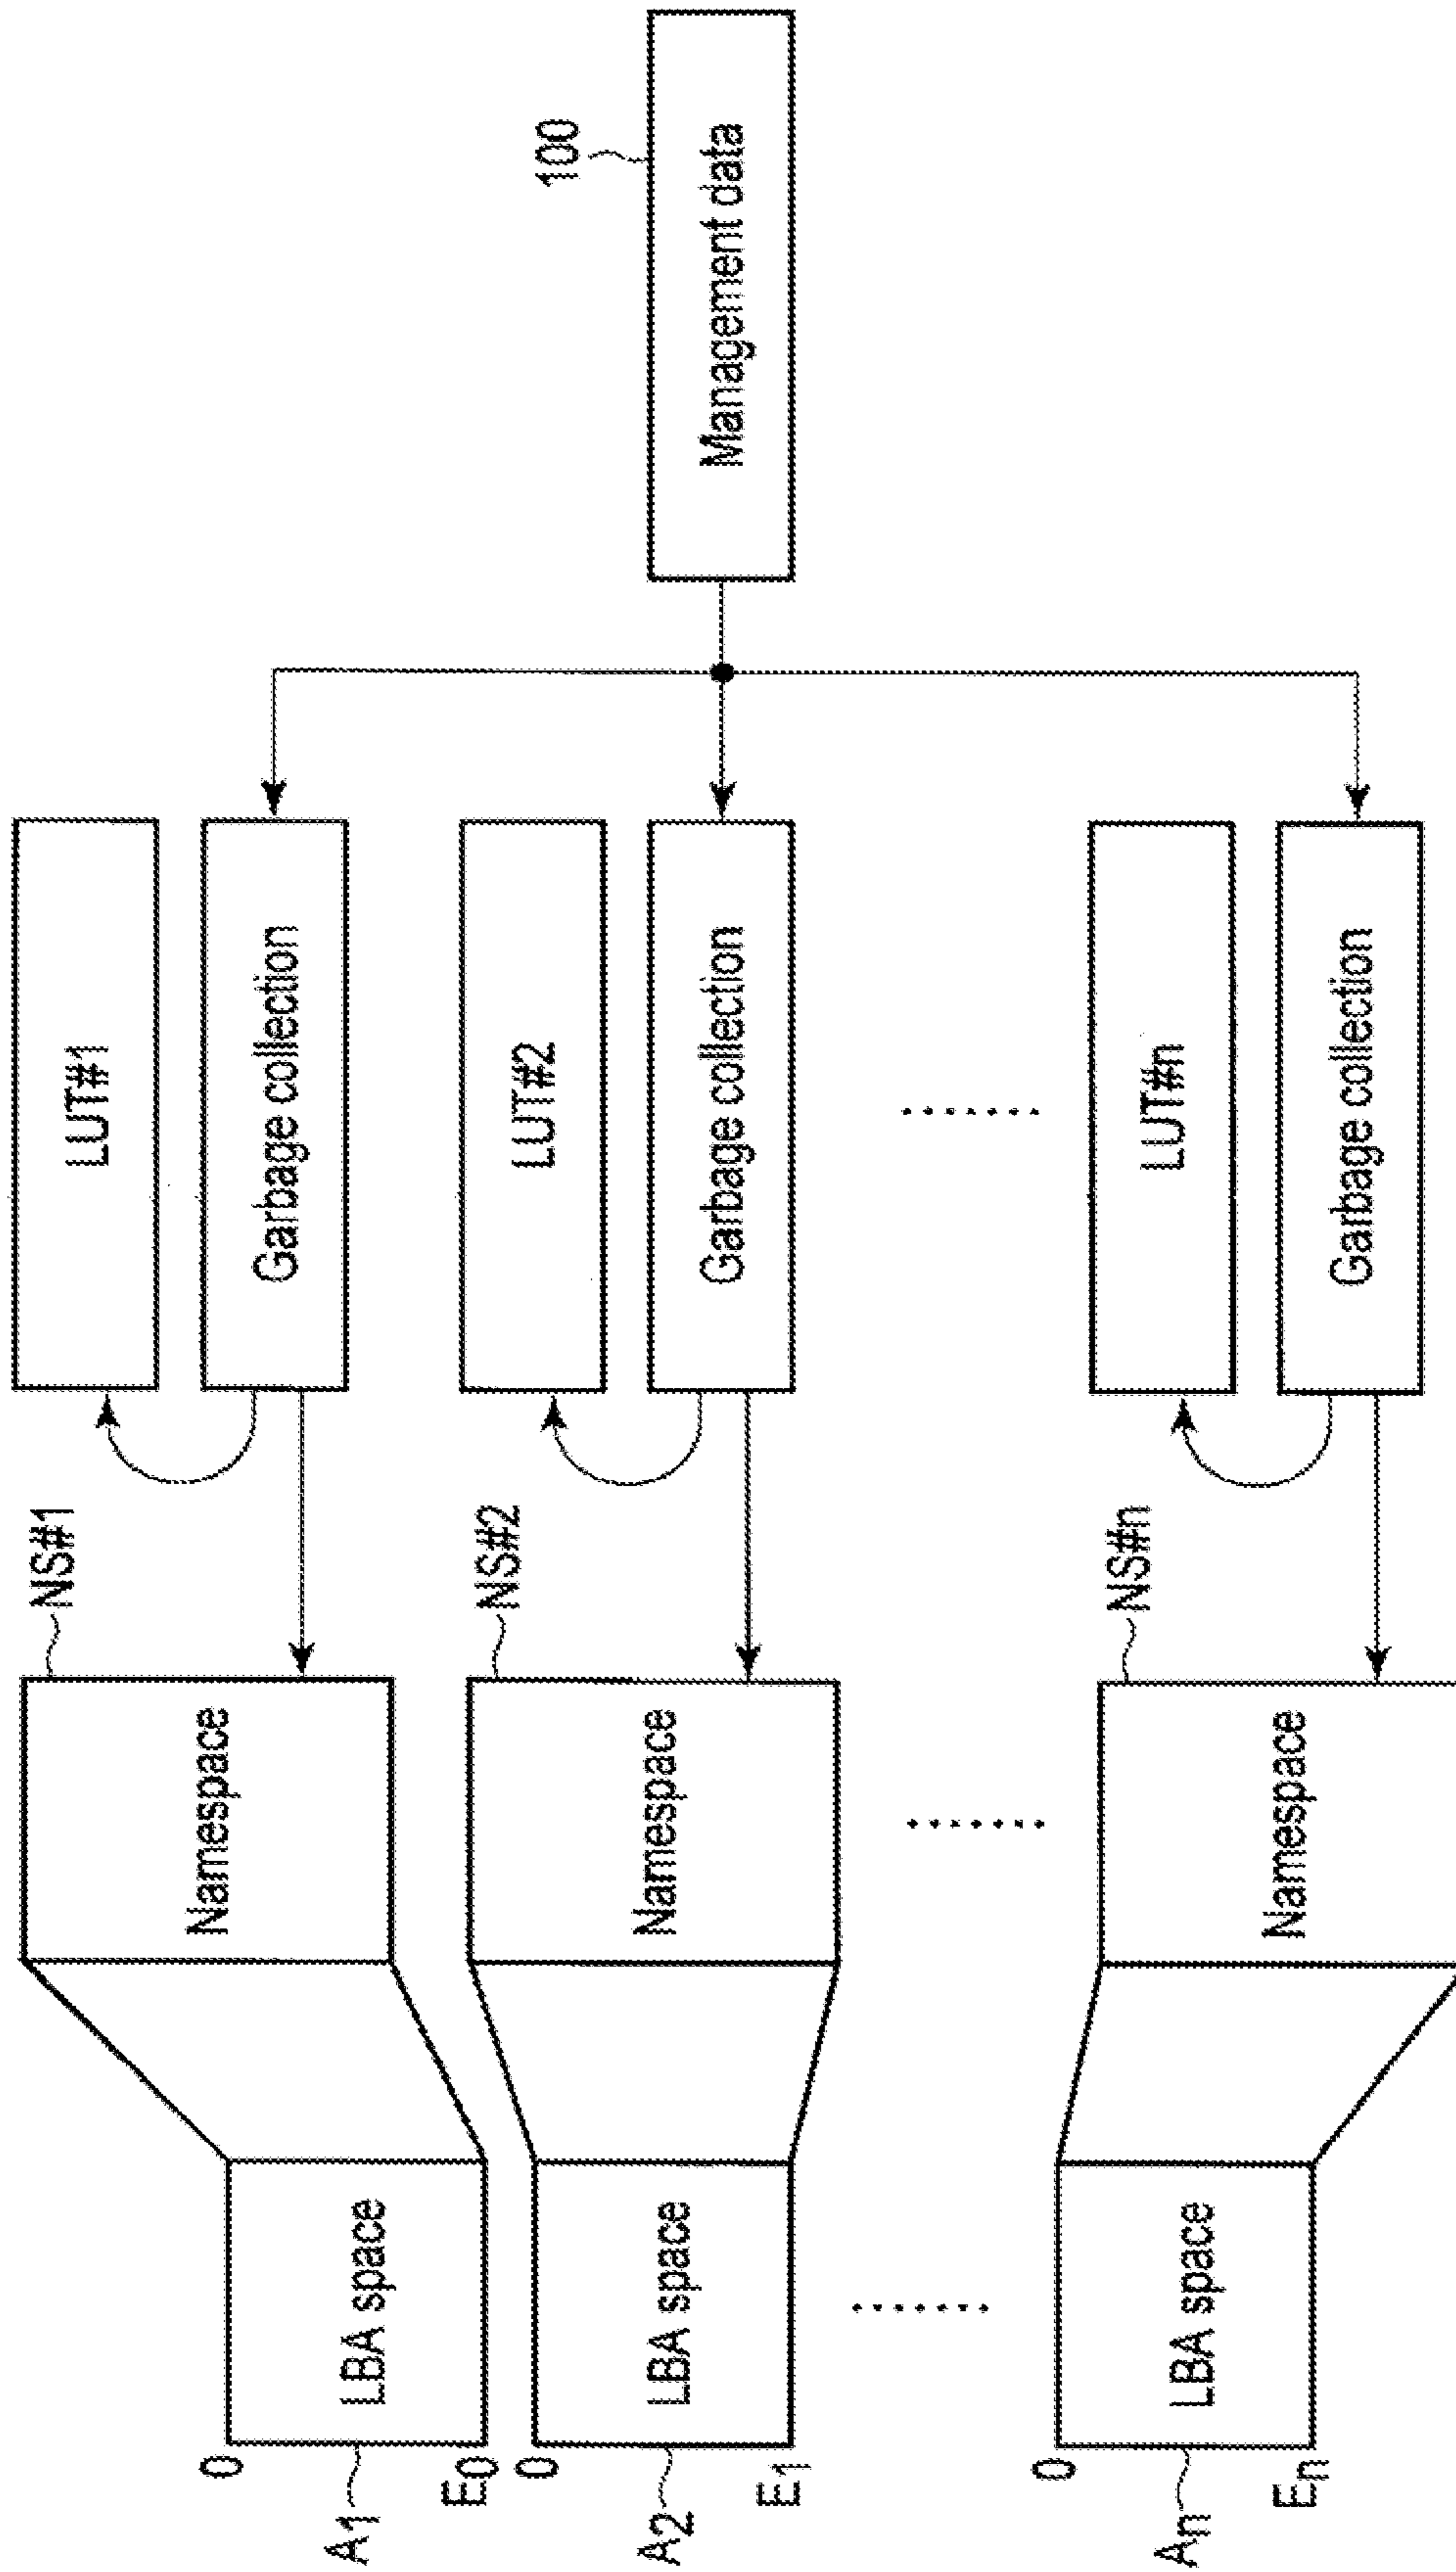 0
A1
E0
LBA space
Namespace
NS#1
LUT#1
Garbage collection
0
A2
E1
LBA space
Namespace
NS#2
LUT#2
Garbage collection
.......
.......
.......
0
An
En
LBA space
Namespace
NS#n
LUT#n
Garbage collection
100
Management data